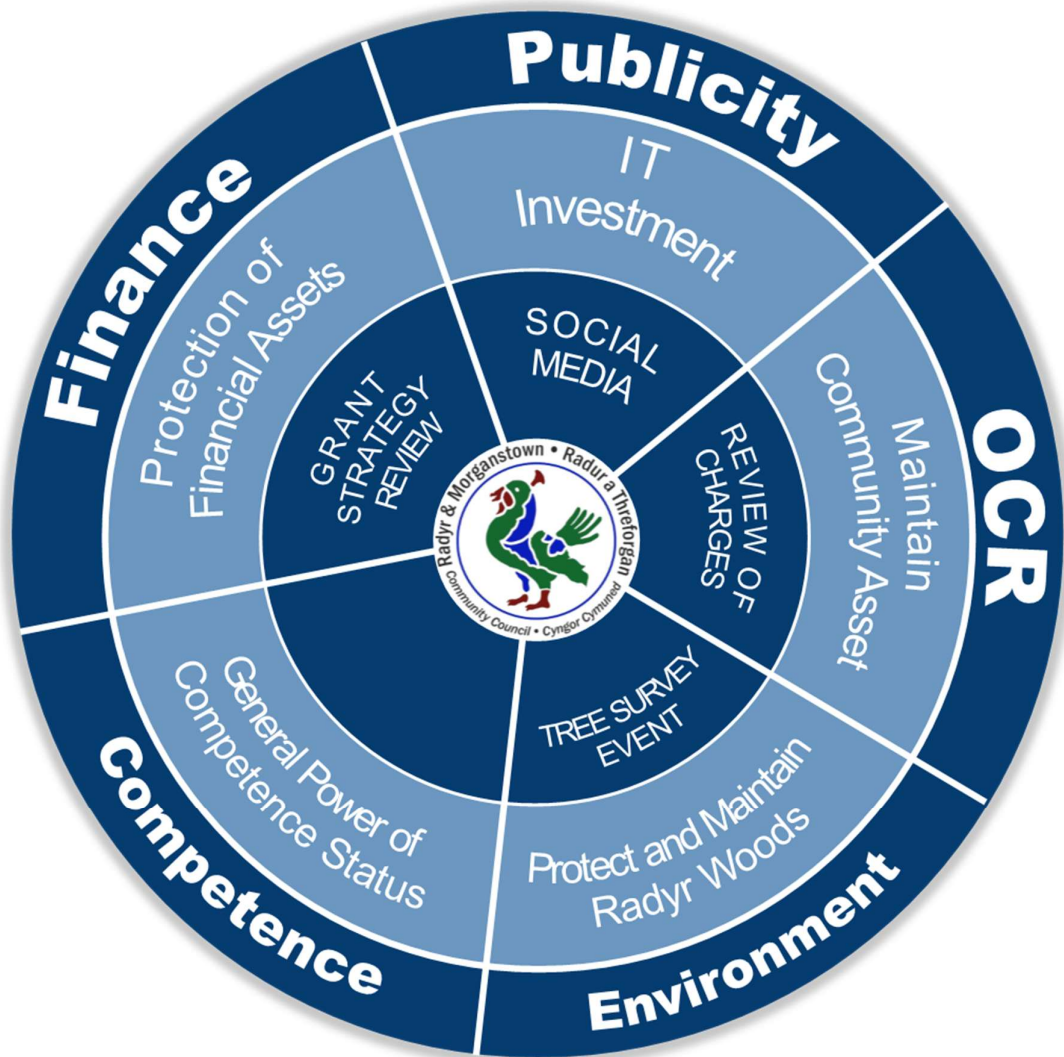 Publicity
IT
Investment
SOCIAL
MEDIA
OCR
Maintain
Community Asset
REVIEW OF
CHARGES
Environment
Protect and Maintain
Radyr Woods
TREE SURVEY
EVENT
Competence
General Power of
Competence Status
Finance
Protection of
Financial Assets
GRANT
STRATEGY
REVIEW
Radyr & Morganstown • Radur a Threforgan
Community Council • Cyngor Cymuned